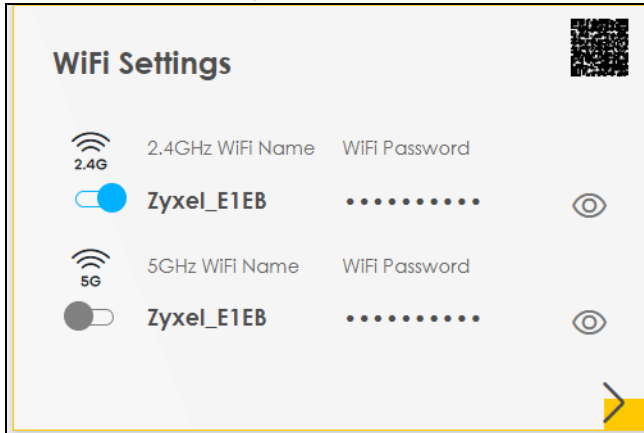 WiFi Settings
2.4G
2.4GHz WiFi Name WiFi Password
Zyxel_E1EB ••••••••••
5G
5GHz WiFi Name WiFi Password
Zyxel_E1EB ••••••••••